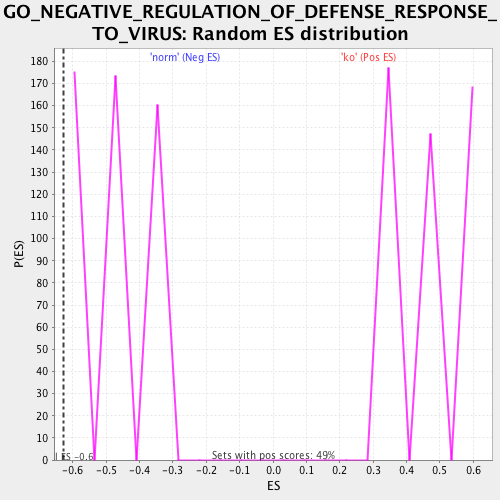 GO_NEGATIVE_REGULATION_OF_DEFENSE_RESPONSE_
TO_VIRUS: Random ES distribution
'norm' (Neg ES)
'ko' (Pos ES)
180
170
160
150
140
130
120
110
100
90
80
70
60
50
40
30
20
10
0
P(ES)
ES -0.6
Sets with pos scores: 49%
-0.6 -0.5 -0.4 -0.3 -0.2 -0.1 0.0 0.1 0.2 0.3 0.4 0.5 0.6
ES